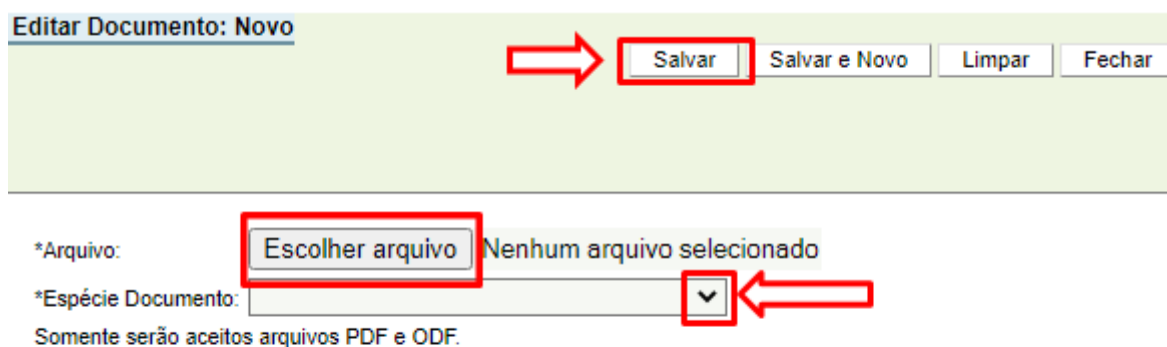 Editar Documento: Novo
Salvar Salvar e Novo Limpar Fechar
*Arquivo: Escolher arquivo Nenhum arquivo selecionado
*Espécie Documento:
Somente serão aceitos arquivos PDF e ODF.